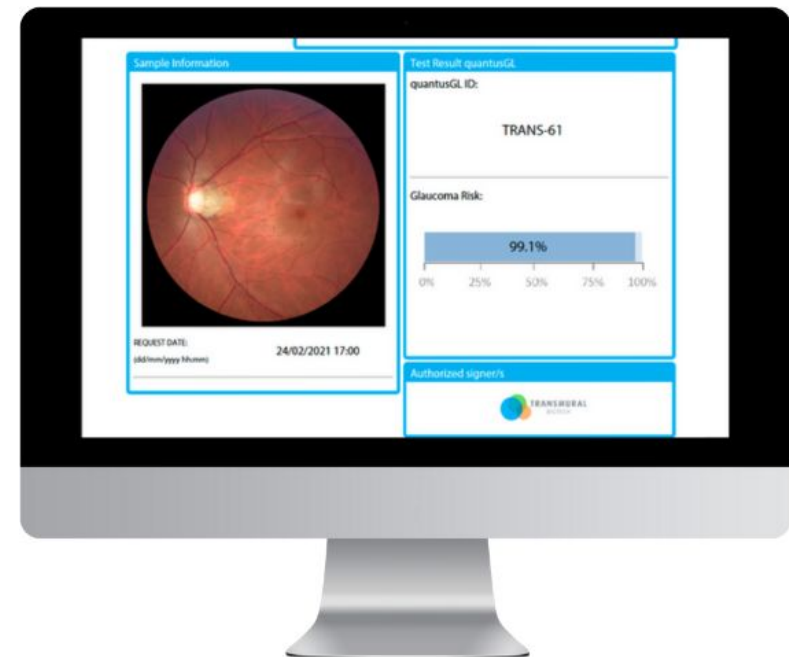 Sample Information
REQUEST DATE:
(dd/mm/yyyy hh:mm)
24/02/2021 17:00
Test Result quantusGL
quantusGL ID:
TRANS-61
Glaucoma Risk:
99.1%
0% 25% 50% 75% 100%
Authorized signer/s
TRANSMURAL
BIOTECH